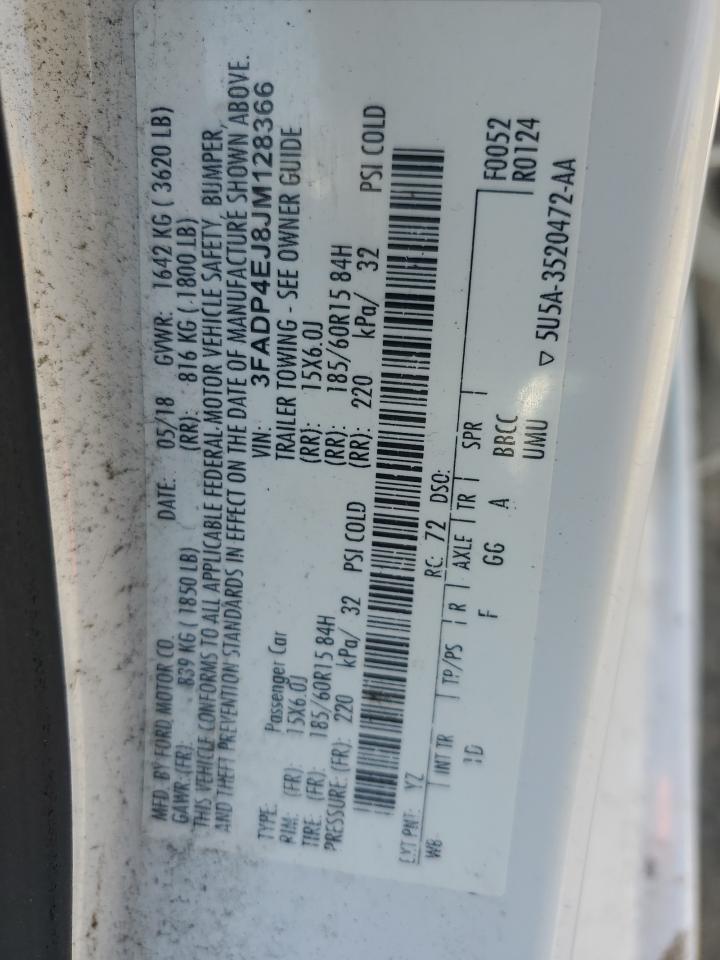 MFD. BY FORD MOTOR CO. DATE: 05/18 GVWR: 1642 KG ( 3620 LB)
GAWR:(FR): 839 KG ( 1850 LB) (RR): 816 KG ( 1800 LB)
THIS VEHICLE CONFORMS TO ALL APPLICABLE FEDERAL MOTOR VEHICLE SAFETY, BUMPER,
AND THEFT PREVENTION STANDARDS IN EFFECT ON THE DATE OF MANUFACTURE SHOWN ABOVE.
VIN: 3FADP4EJ8JM128366
TYPE: Passenger Car TRAILER TOWING - SEE OWNER GUIDE
RIM: (FR): 15X6.0J (RR): 15X6.0J
TIRE: (FR): 185/60R15 84H (RR): 185/60R15 84H
PRESSURE: (FR): 220 kPa/ 32 PSI COLD (RR): 220 kPa/ 32 PSI COLD
EXT PNT: YZ RC: 72 DSO: F0052
WB INT TR TP/PS R AXLE TR SPR R0124
1D F GG A BBCC
UMU ▽ 5U5A-3520472-AA